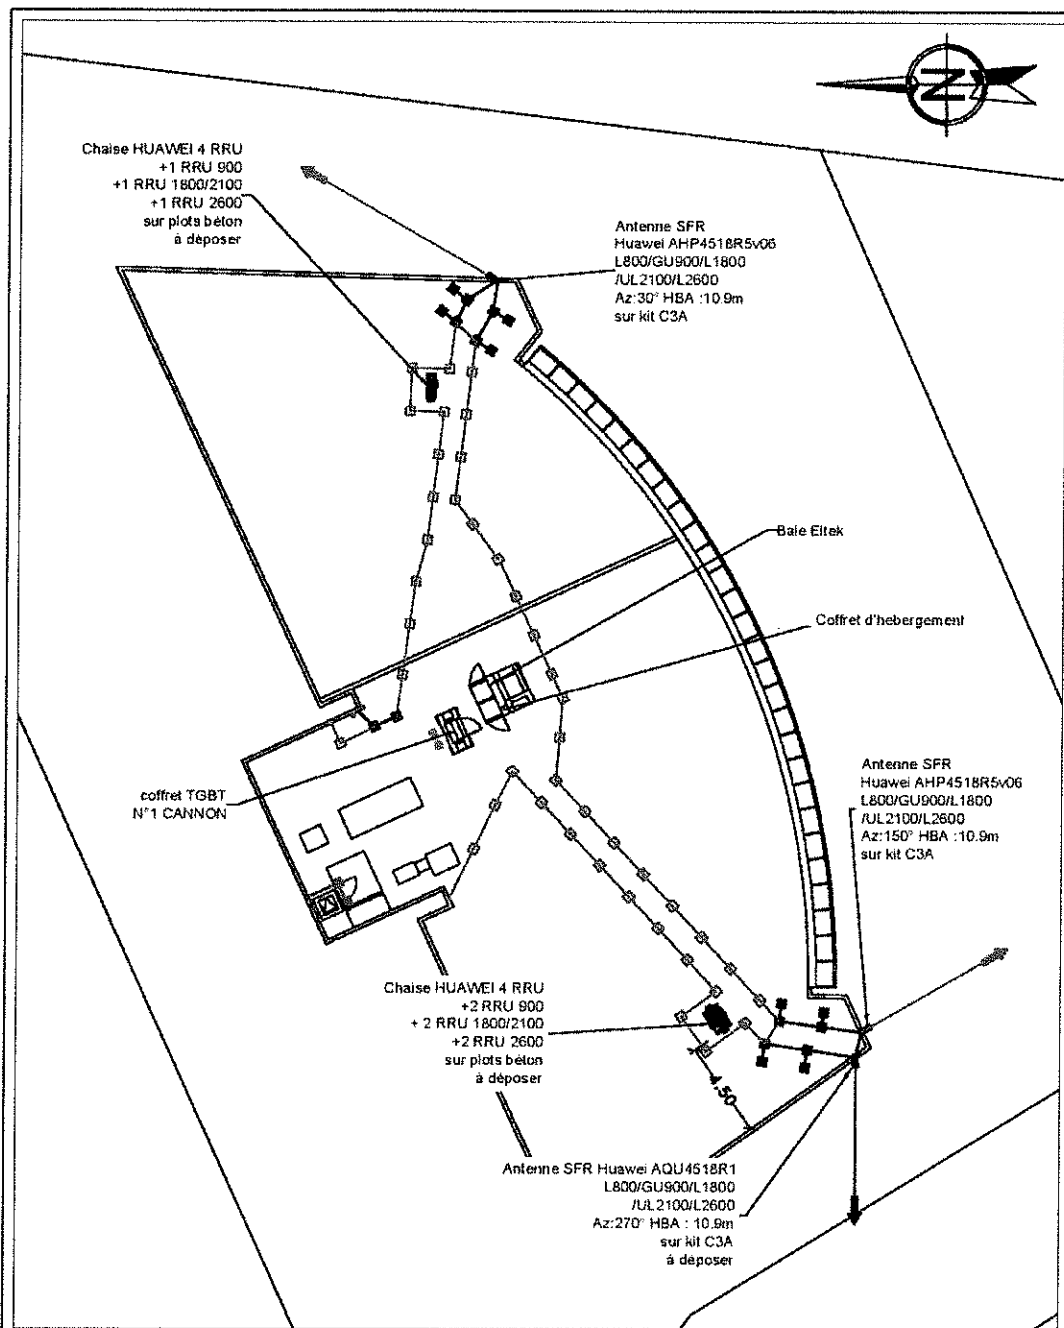 N
Chaise HUAWEI 4 RRU
+1 RRU 900
+1 RRU 1800/2100
+1 RRU 2600
sur plots béton
à déposer
Antenne SFR
Huawei AHP4518R5v06
L800/GU900/L1800
/UL2100/L2600
Az:30° HBA :10.9m
sur kit C3A
Baie Eltek
Coffret d'hebergement
coffret TGBT
N°1 CANNON
Antenne SFR
Huawei AHP4518R5v06
L800/GU900/L1800
/UL2100/L2600
Az:150° HBA :10.9m
sur kit C3A
Chaise HUAWEI 4 RRU
+2 RRU 900
+ 2 RRU 1800/2100
+2 RRU 2600
sur plots béton
à déposer
4,50
Antenne SFR Huawei AQU4518R1
L800/GU900/L1800
/UL2100/L2600
Az:270° HBA : 10.9m
sur kit C3A
à déposer